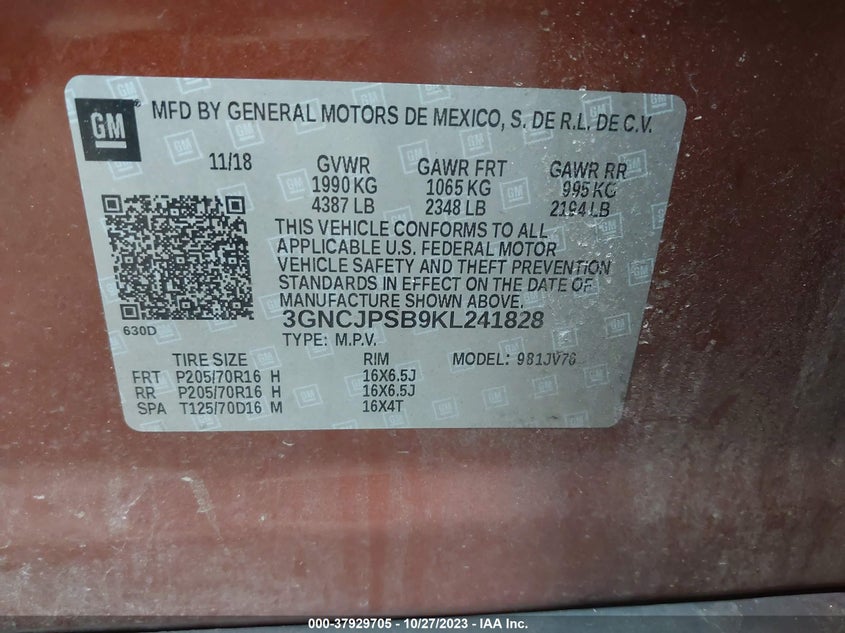 GM
MFD BY GENERAL MOTORS DE MEXICO, S. DE R.L. DE C.V.
11/18 GVWR GAWR FRT GAWR RR
1990 KG 1065 KG 995 KG
4387 LB 2348 LB 2194 LB
THIS VEHICLE CONFORMS TO ALL
APPLICABLE U.S. FEDERAL MOTOR
VEHICLE SAFETY AND THEFT PREVENTION
STANDARDS IN EFFECT ON THE DATE OF
MANUFACTURE SHOWN ABOVE.
630D
3GNCJPSB9KL241828
TYPE: M.P.V.
TIRE SIZE RIM MODEL: 981JV76
FRT P205/70R16 H 16X6.5J
RR P205/70R16 H 16X6.5J
SPA T125/70D16 M 16X4T
000-37929705 - 10/27/2023 - IAAI.com